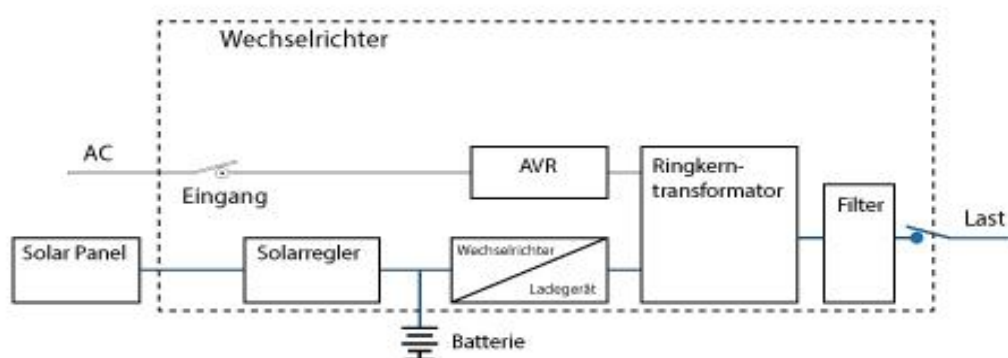 Wechselrichter
AC
Eingang
AVR
Ringkern-
transformator
Filter
Last
Solar Panel
Solarregler
Wechselrichter
Ladegerät
Batterie